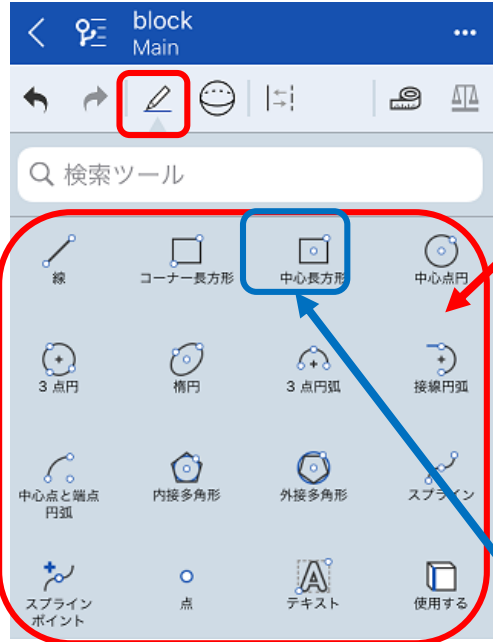 block
Main
検索ツール
線
コーナー長方形
中心長方形
中心点円
3 点円
楕円
3 点円弧
接線円弧
中心点と端点
円弧
内接多角形
外接多角形
スプライン
スプライン
ポイント
点
テキスト
使用する